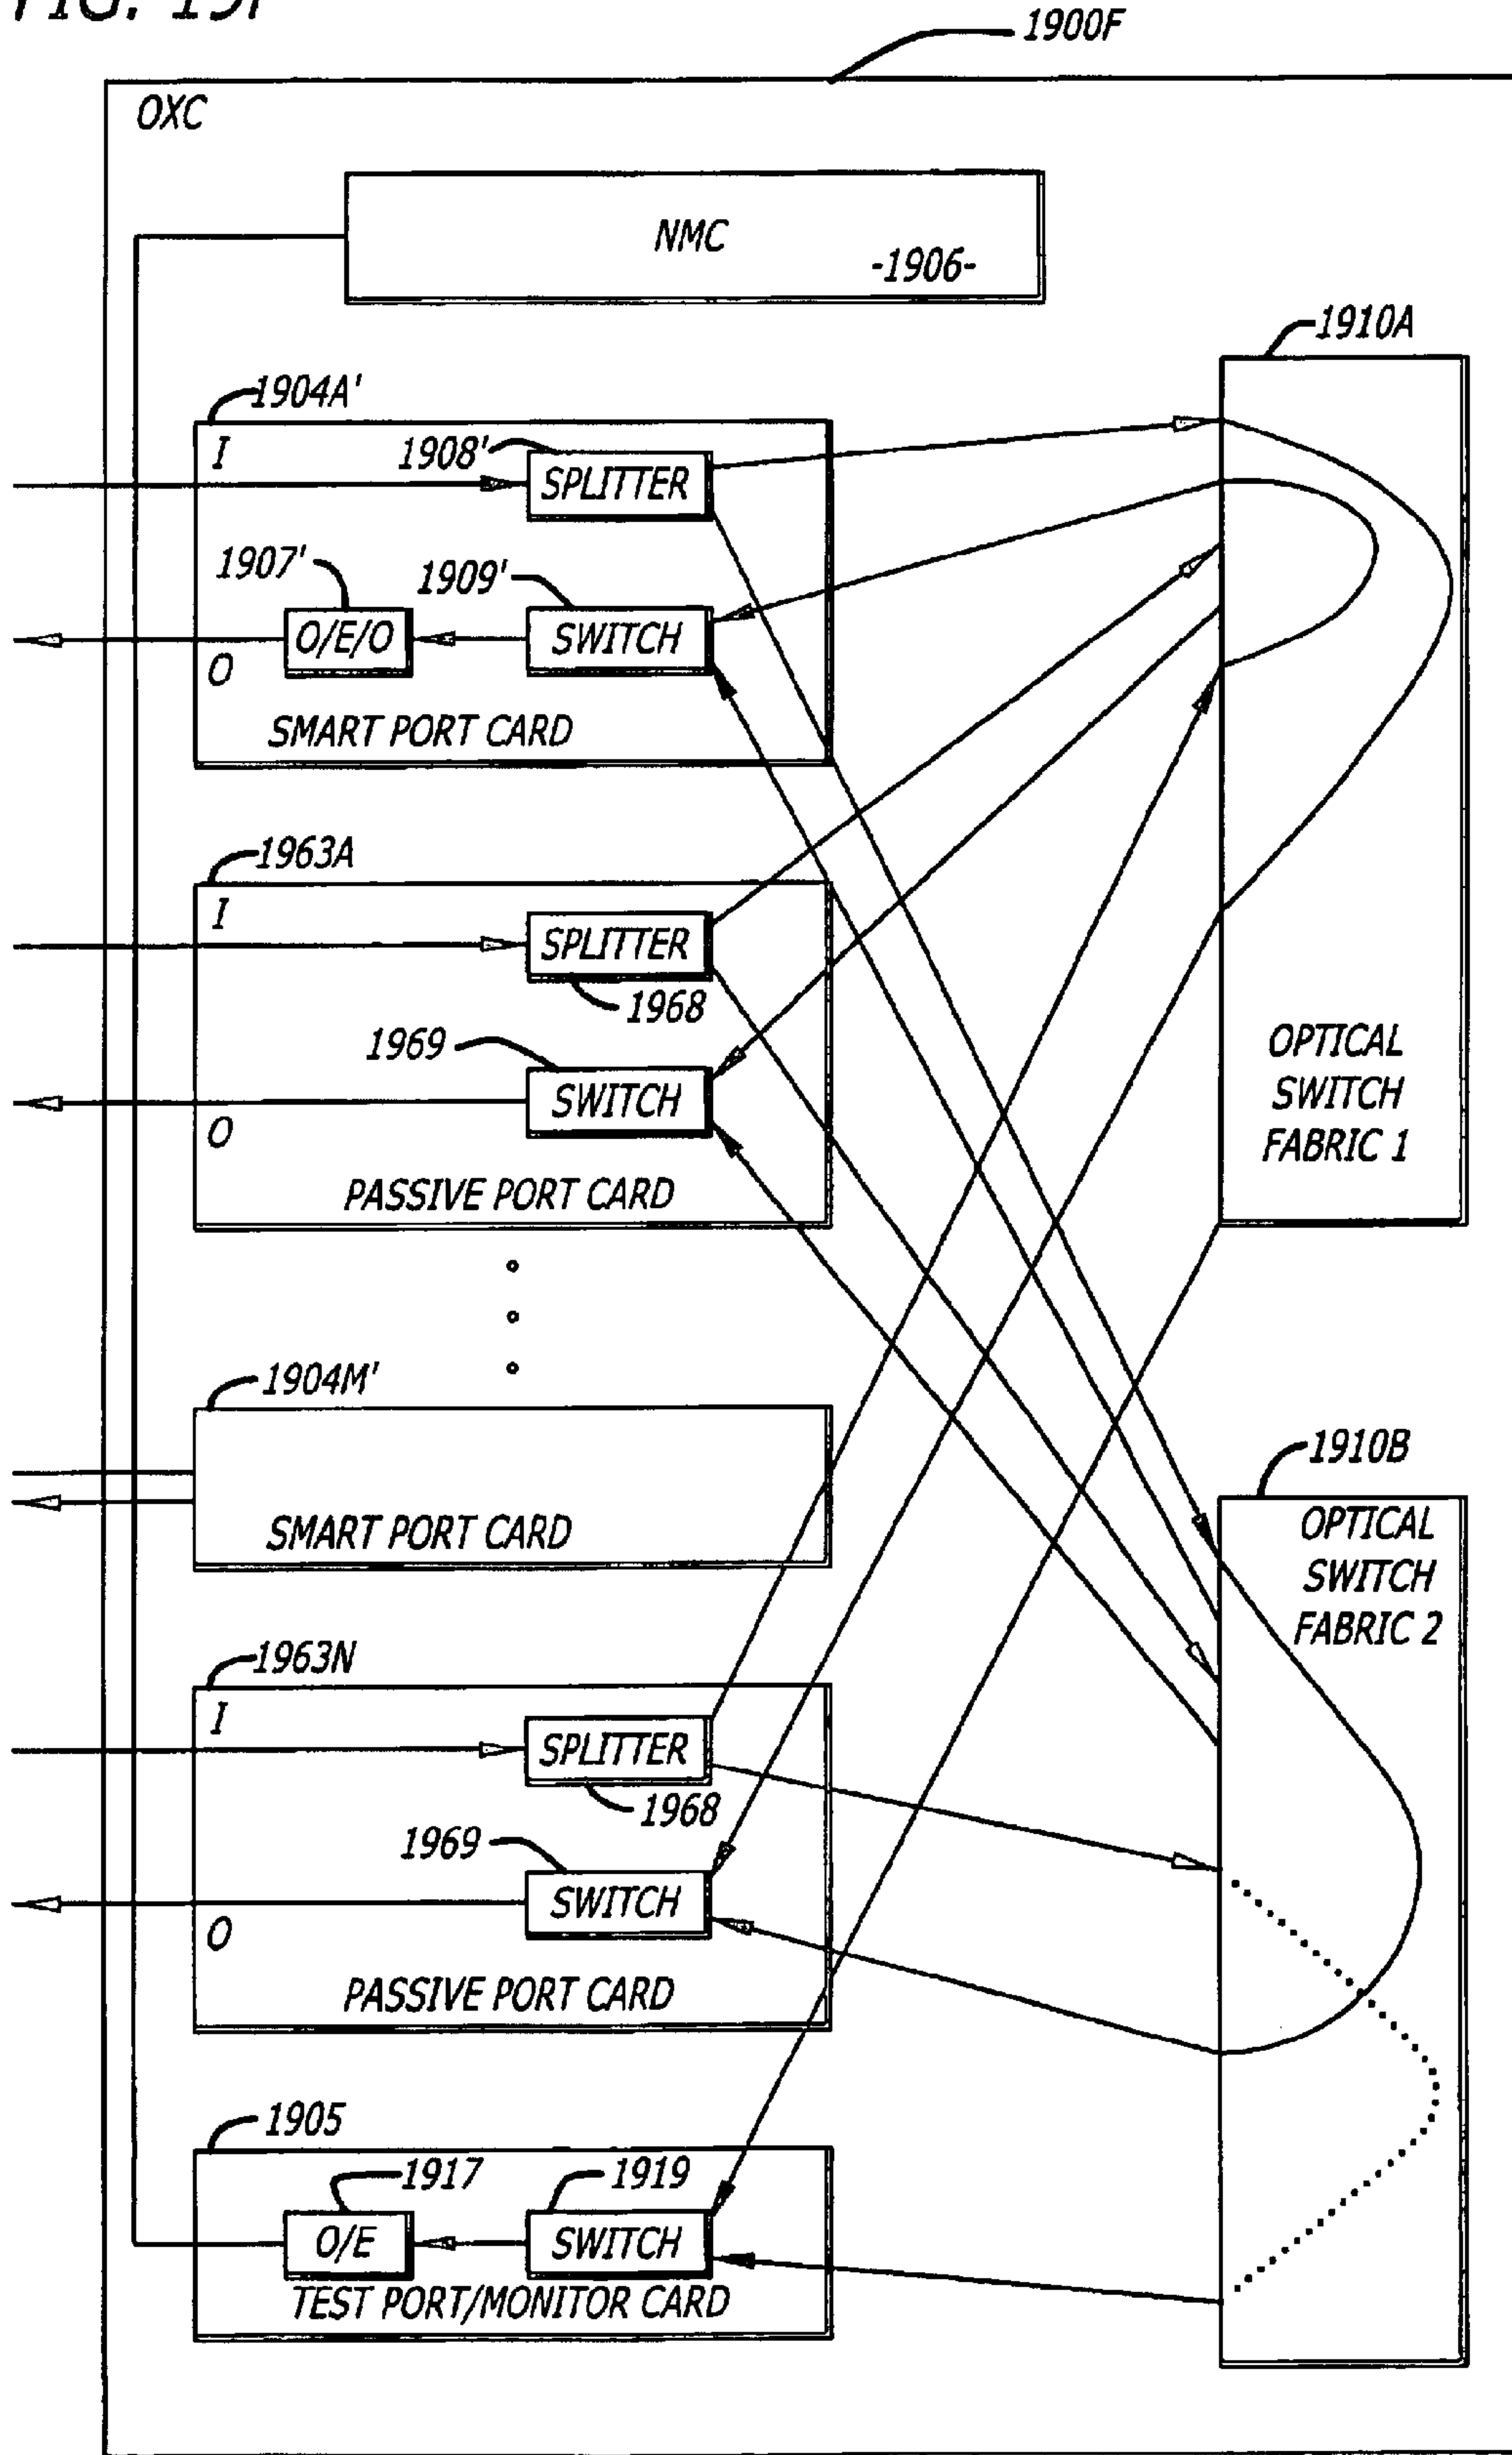 FIG. 19F
1900F
OXC
NMC
-1906-
1910A
1904A'
I
1908'
SPLITTER
1907'
1909'
O/E/O
SWITCH
O
SMART PORT CARD
1963A
I
SPLITTER
1968
1969
SWITCH
O
PASSIVE PORT CARD
OPTICAL
SWITCH
FABRIC 1
1904M'
SMART PORT CARD
1910B
OPTICAL
SWITCH
FABRIC 2
1963N
I
SPLITTER
1968
1969
SWITCH
O
PASSIVE PORT CARD
1905
1917
1919
O/E
SWITCH
TEST PORT/MONITOR CARD